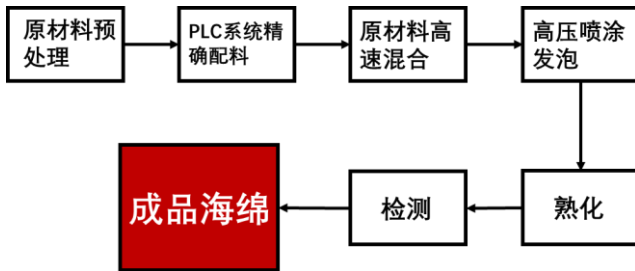 原材料预
处理
PLC系统精
确配料
原材料高
速混合
高压喷涂
发泡
成品海绵
检测
熟化